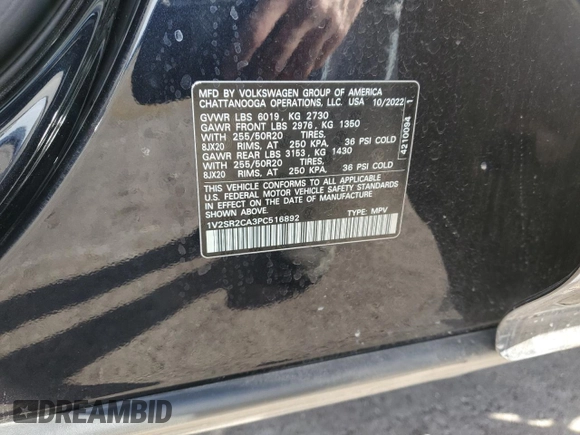 MFD BY VOLKSWAGEN GROUP OF AMERICA
CHATTANOOGA OPERATIONS, LLC. USA 10/2022
GVWR LBS 6019, KG 2730
GAWR FRONT LBS 2976, KG 1350
WITH 255/50R20 TIRES,
8JX20 RIMS, AT 250 KPA, 36 PSI COLD
GAWR REAR LBS 3153, KG 1430
WITH 255/50R20 TIRES,
8JX20 RIMS, AT 250 KPA, 36 PSI COLD
THIS VEHICLE CONFORMS TO ALL APPLICABLE
U.S. FEDERAL MOTOR VEHICLE SAFETY STANDARDS
IN EFFECT ON THE DATE OF MANUFACTURE
SHOWN ABOVE.
1V2SR2CA3PC516892 TYPE: MPV
4210094 1
DREAMBID